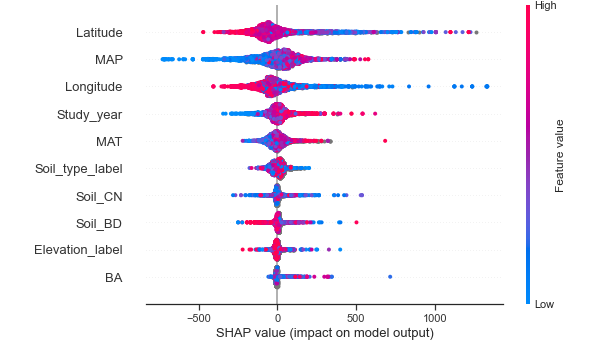 High
Latitude
MAP
Longitude
Study_year
MAT
Soil_type_label
Soil_CN
Soil_BD
Elevation_label
BA
Feature value
Low
−500
0
500
1000
SHAP value (impact on model output)